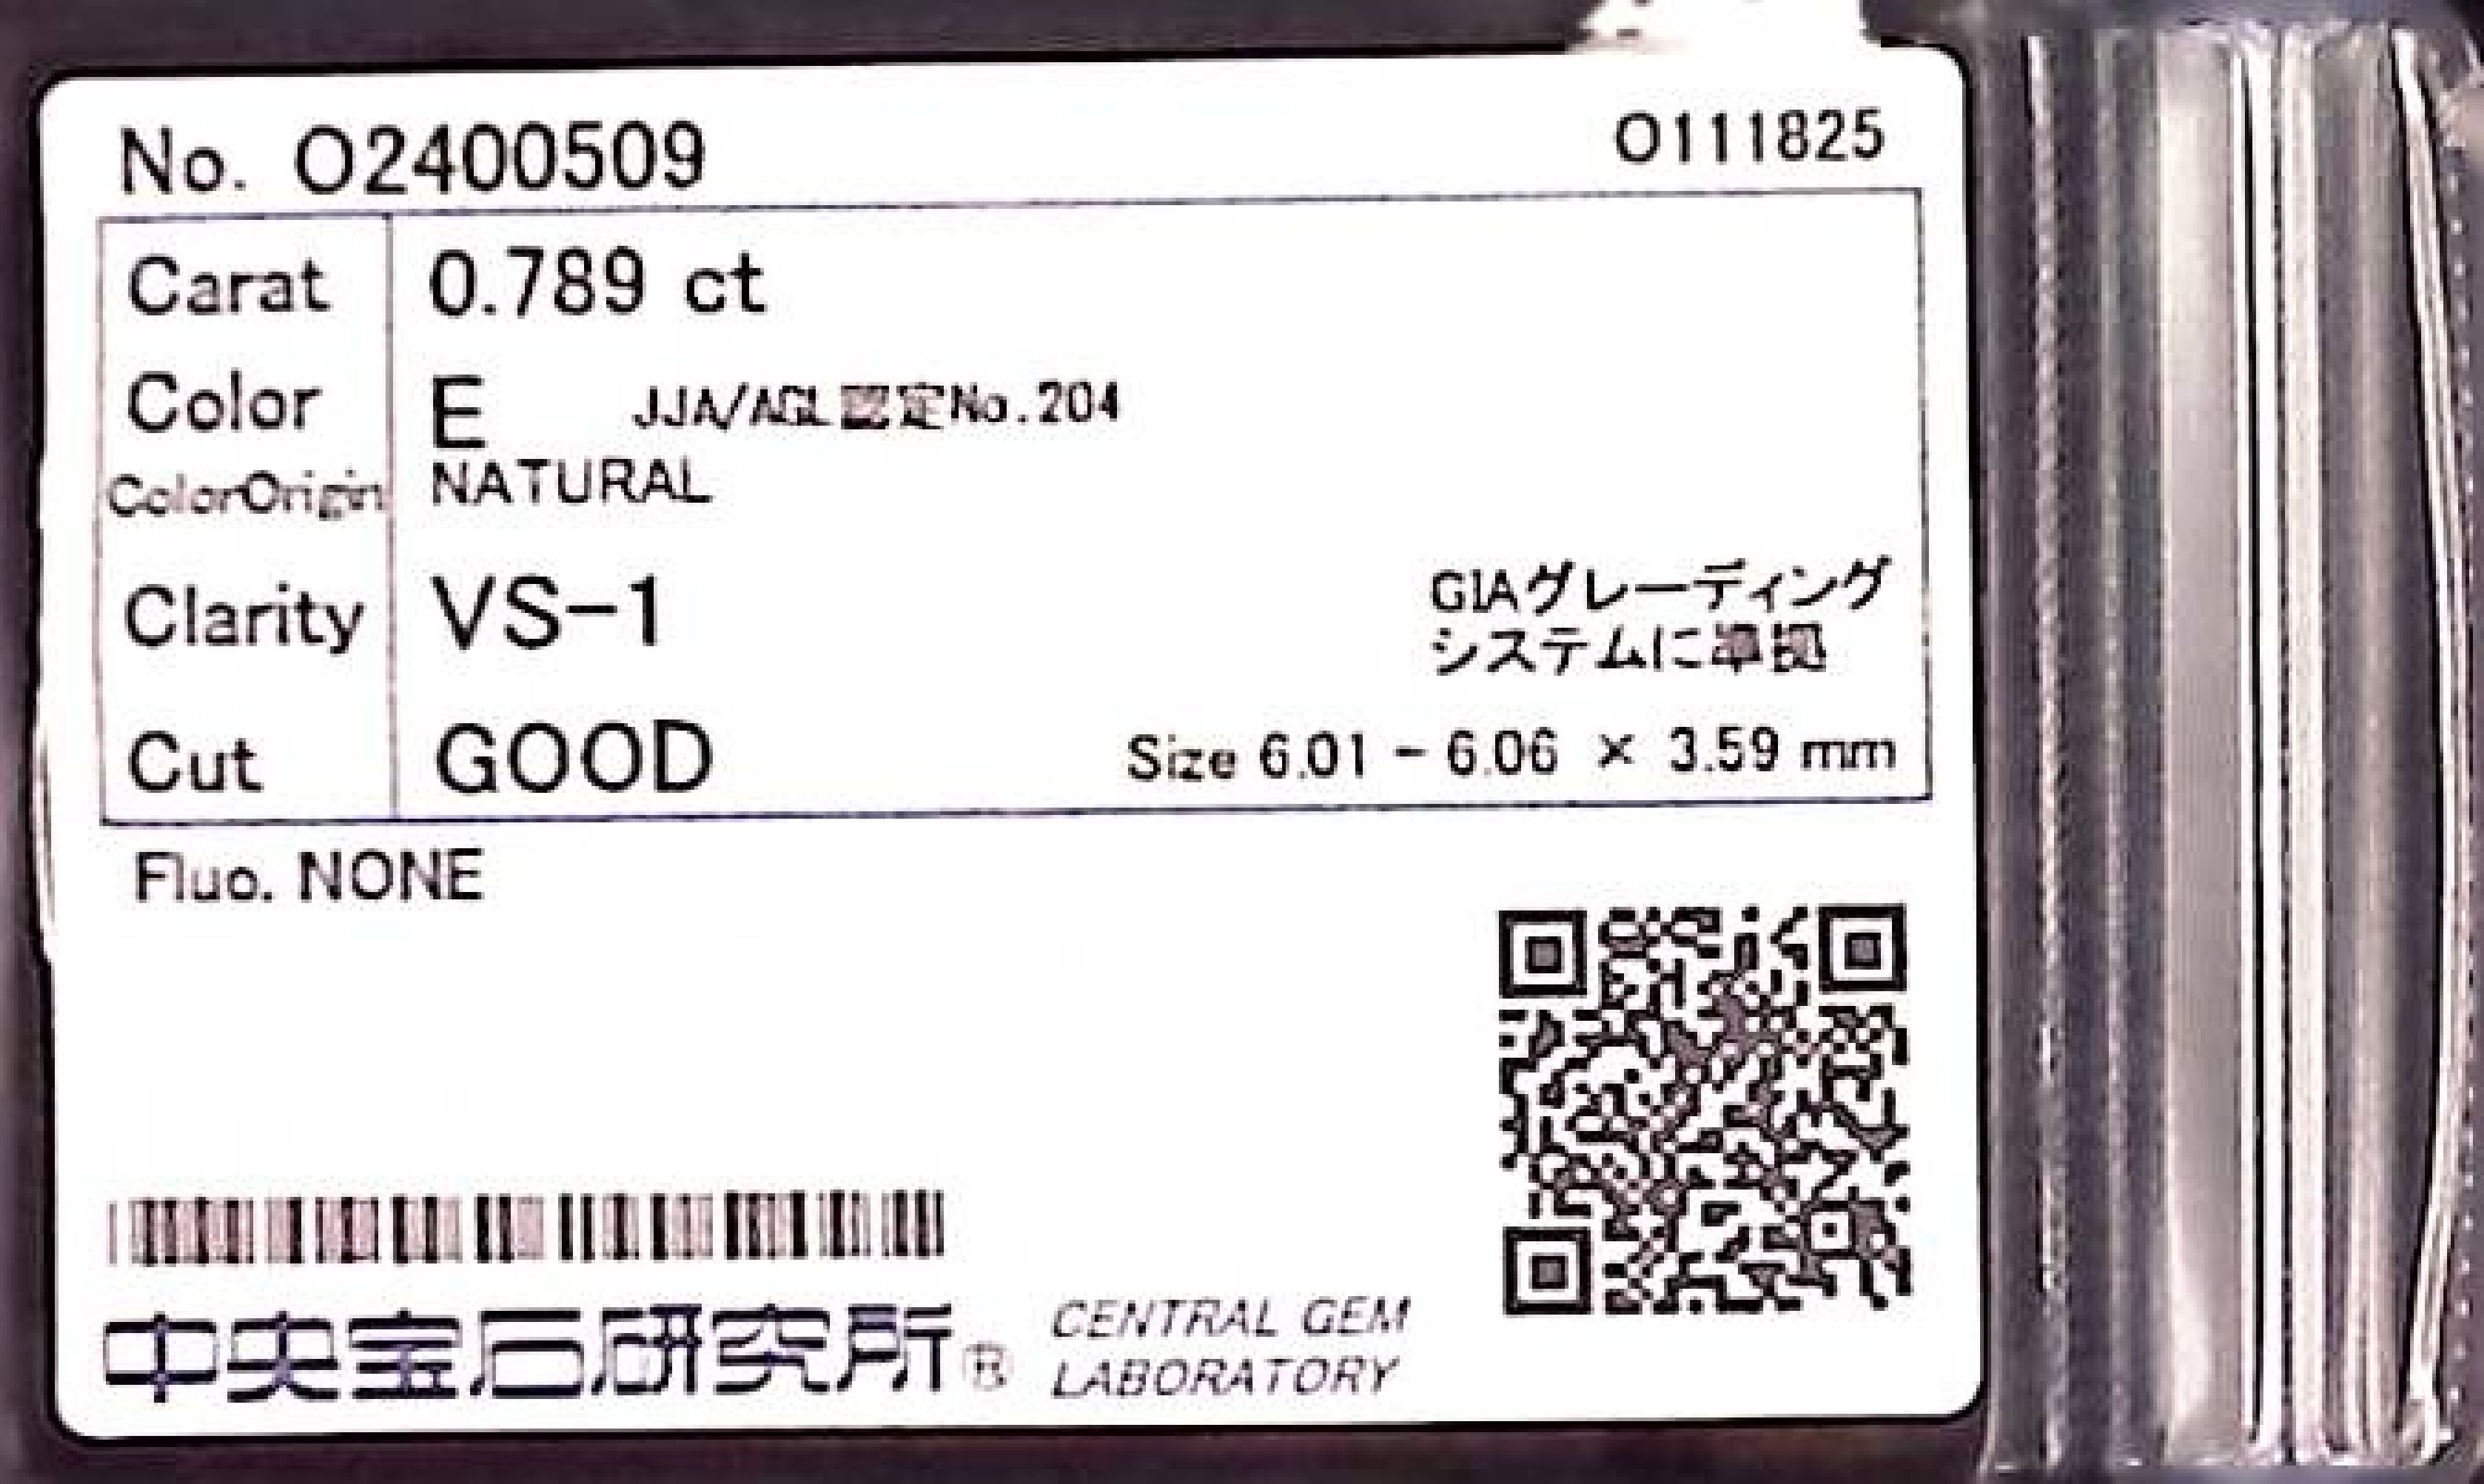 No. O2400509 O111825
Carat 0.789 ct
Color E JJA/AGL認定No.204
ColorOrigin NATURAL
Clarity VS-1
GIAグレーディング
システムに準拠
Cut GOOD Size 6.01 - 6.06 × 3.59 mm
Fluo. NONE
中央宝石研究所® CENTRAL GEM
LABORATORY